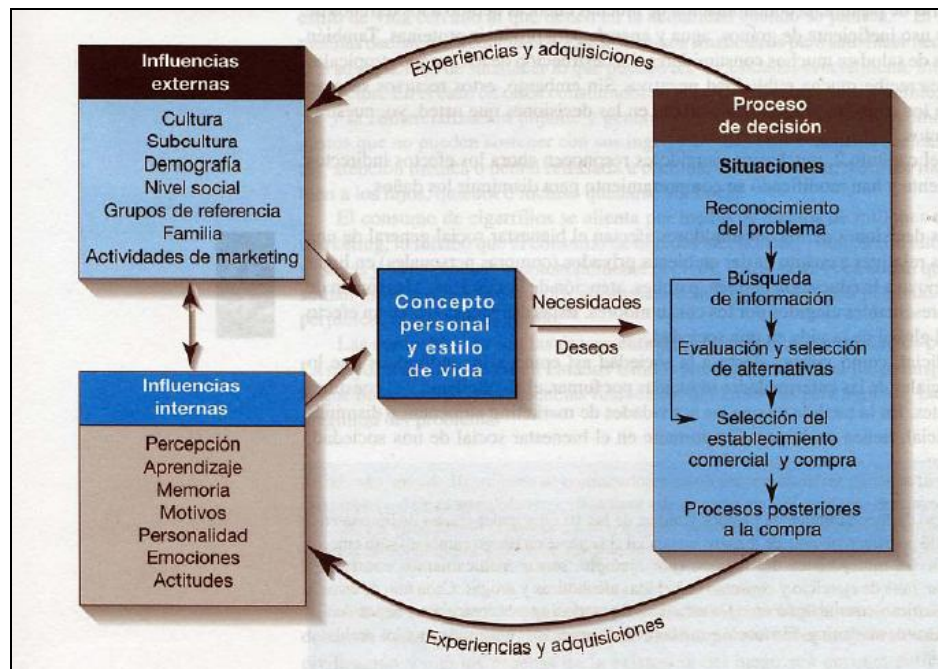 Influencias
externas
Cultura
Subcultura
Demografía
Nivel social
Grupos de referencia
Familia
Actividades de marketing
Influencias
internas
Percepción
Aprendizaje
Memoria
Motivos
Personalidad
Emociones
Actitudes
Experiencias y adquisiciones
Concepto
personal
y estilo
de vida
Necesidades
Deseos
Proceso
de decisión
Situaciones
Reconocimiento
del problema
Búsqueda
de información
Evaluación y selección
de alternativas
Selección del
establecimiento
comercial y compra
Procesos posteriores
a la compra
Experiencias y adquisiciones